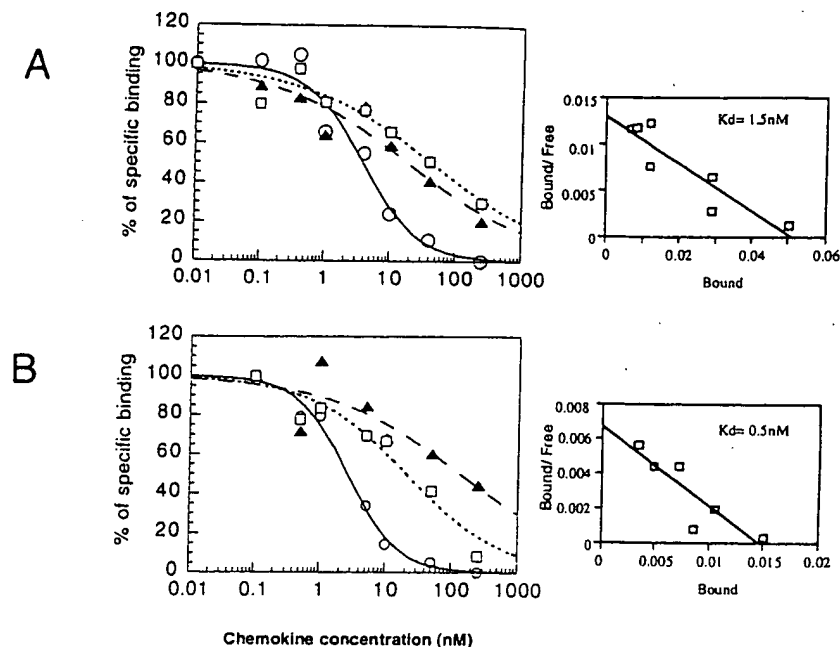 A
% of specific binding
120
100
80
60
40
20
0
0.01 0.1 1 10 100 1000
Bound/ Free
0.015
0.01
0.005
0
Kd= 1.5nM
0 0.02 0.04 0.06
Bound
B
% of specific binding
120
100
80
60
40
20
0
0.01 0.1 1 10 100 1000
Chemokine concentration (nM)
Bound/ Free
0.008
0.006
0.004
0.002
0
Kd= 0.5nM
0 0.005 0.01 0.015 0.02
Bound